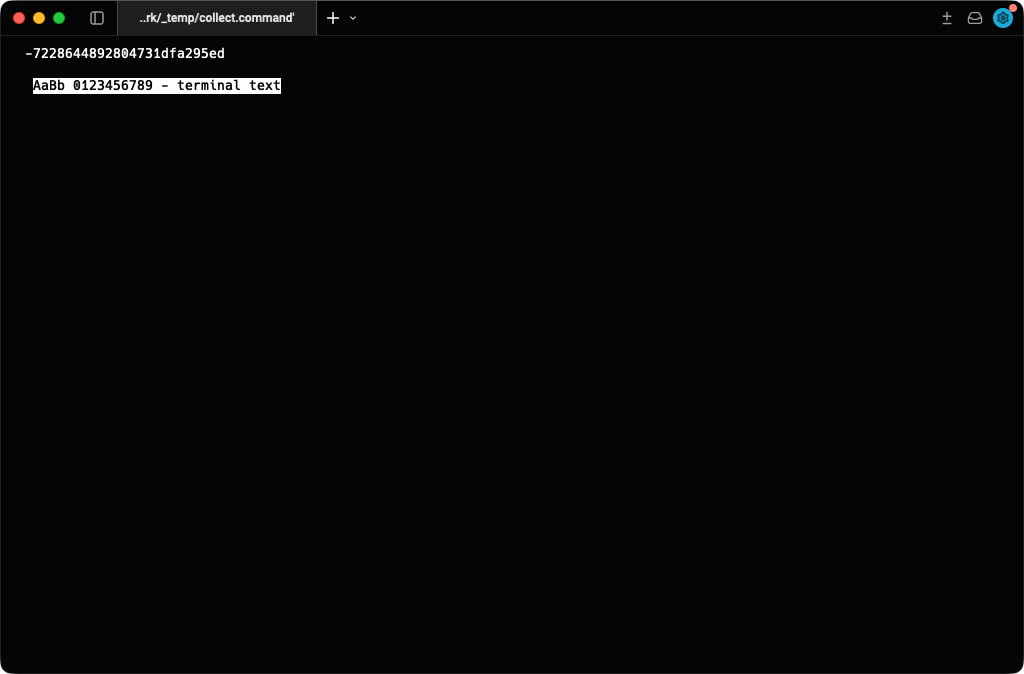 ..rk/_temp/collect.command'
-7228644892804731dfa295ed
AaBb 0123456789 - terminal text